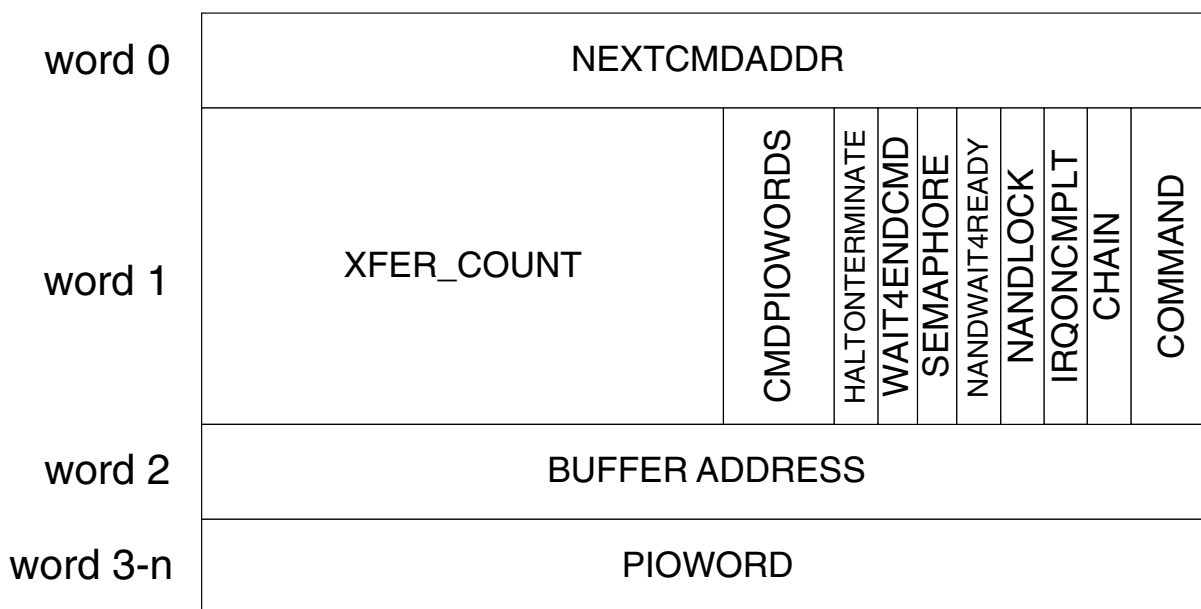 word 0
NEXTCMDADDR
word 1
XFER_COUNT
CMDPIOWORDS
HALTONTERMINATE
WAIT4ENDCMD
SEMAPHORE
NANDWAIT4READY
NANDLOCK
IRQONCMPLT
CHAIN
COMMAND
word 2
BUFFER ADDRESS
word 3-n
PIOWORD